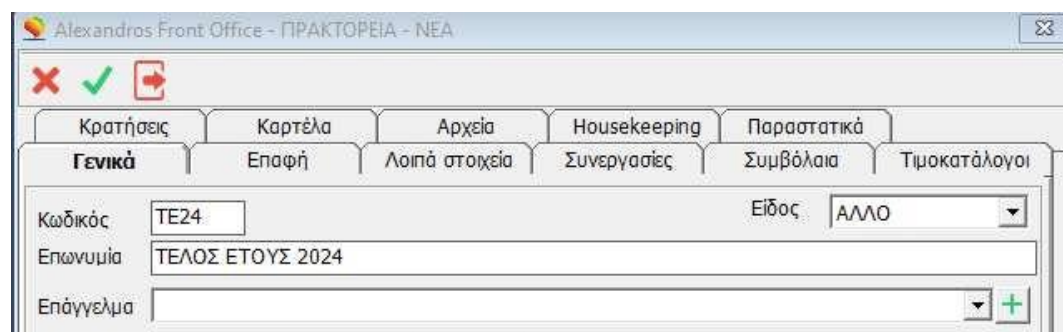 Alexandros Front Office - ΠΡΑΚΤΟΡΕΙΑ - ΝΕΑ
Κρατήσεις Καρτέλα Αρχεία Housekeeping Παραστατικά
Γενικά Επαφή Λοιπά στοιχεία Συνεργασίες Συμβόλαια Τιμοκατάλογοι
Κωδικός ΤΕ24 Είδος ΑΛΛΟ
Επωνυμία ΤΕΛΟΣ ΕΤΟΥΣ 2024
Επάγγελμα